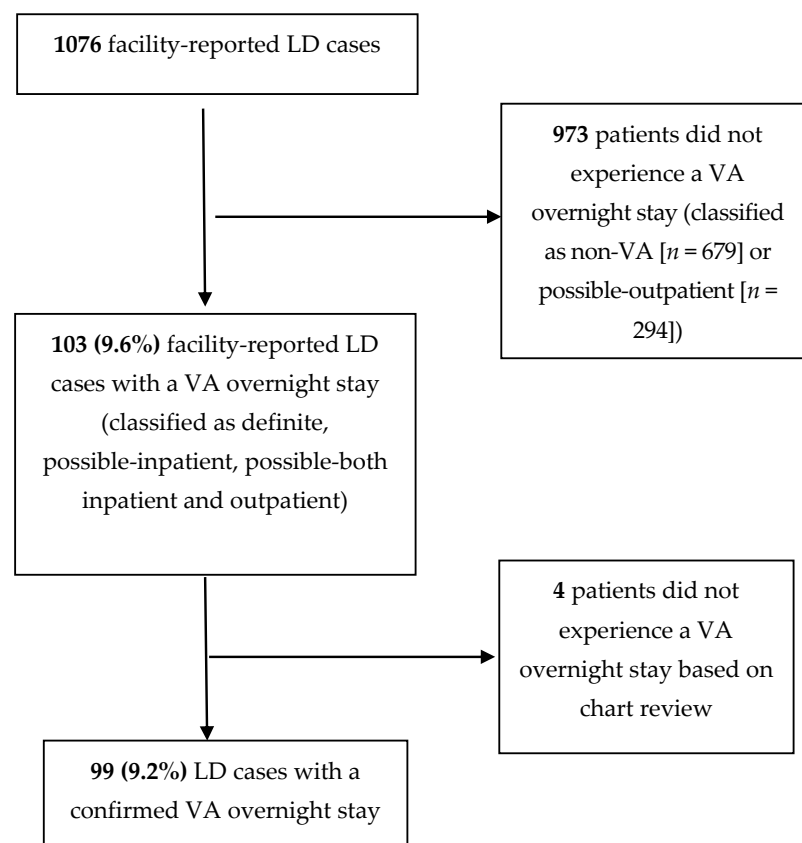 1076 facility-reported LD cases
973 patients did not
experience a VA
overnight stay (classified
as non-VA [n = 679] or
possible-outpatient [n =
294])
103 (9.6%) facility-reported LD
cases with a VA overnight stay
(classified as definite,
possible-inpatient, possible-both
inpatient and outpatient)
4 patients did not
experience a VA
overnight stay based on
chart review
99 (9.2%) LD cases with a
confirmed VA overnight stay